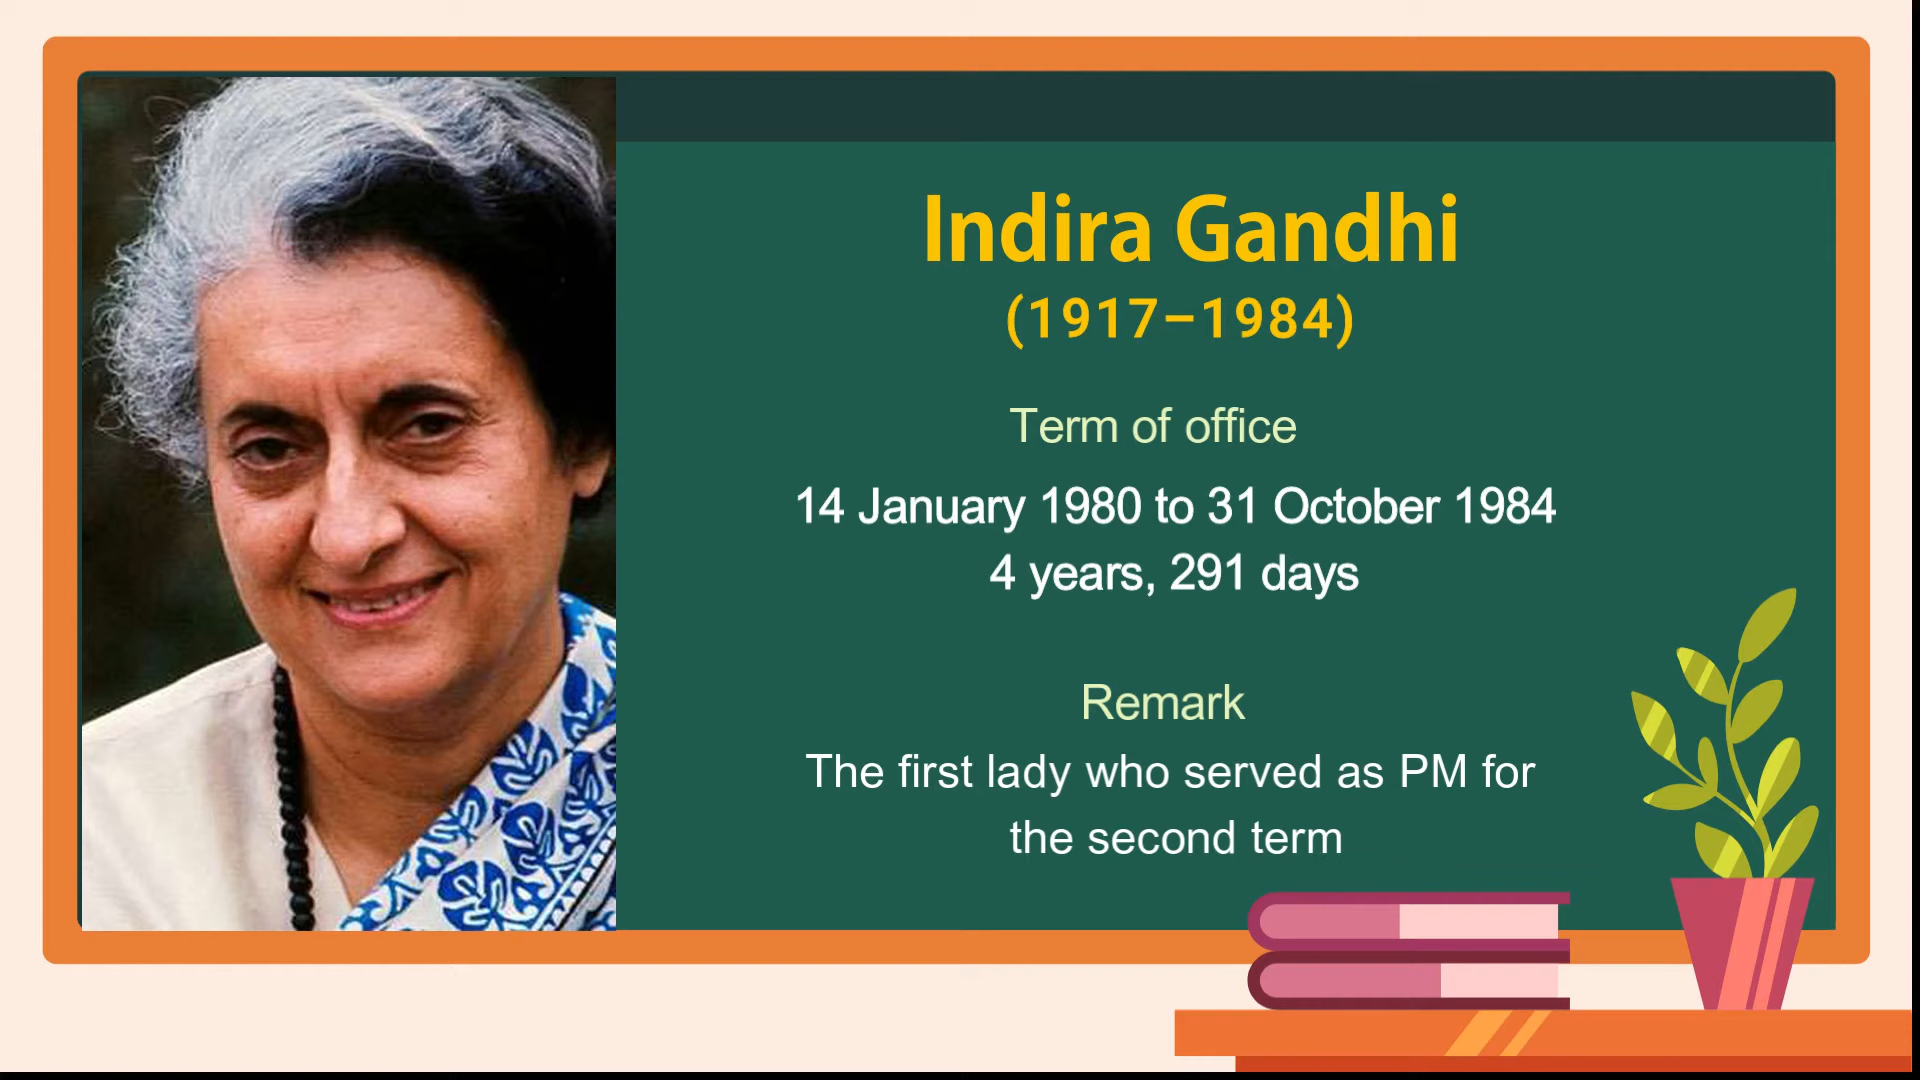 Indira Gandhi
(1917–1984)
Term of office
14 January 1980 to 31 October 1984
4 years, 291 days
Remark
The first lady who served as PM for
the second term